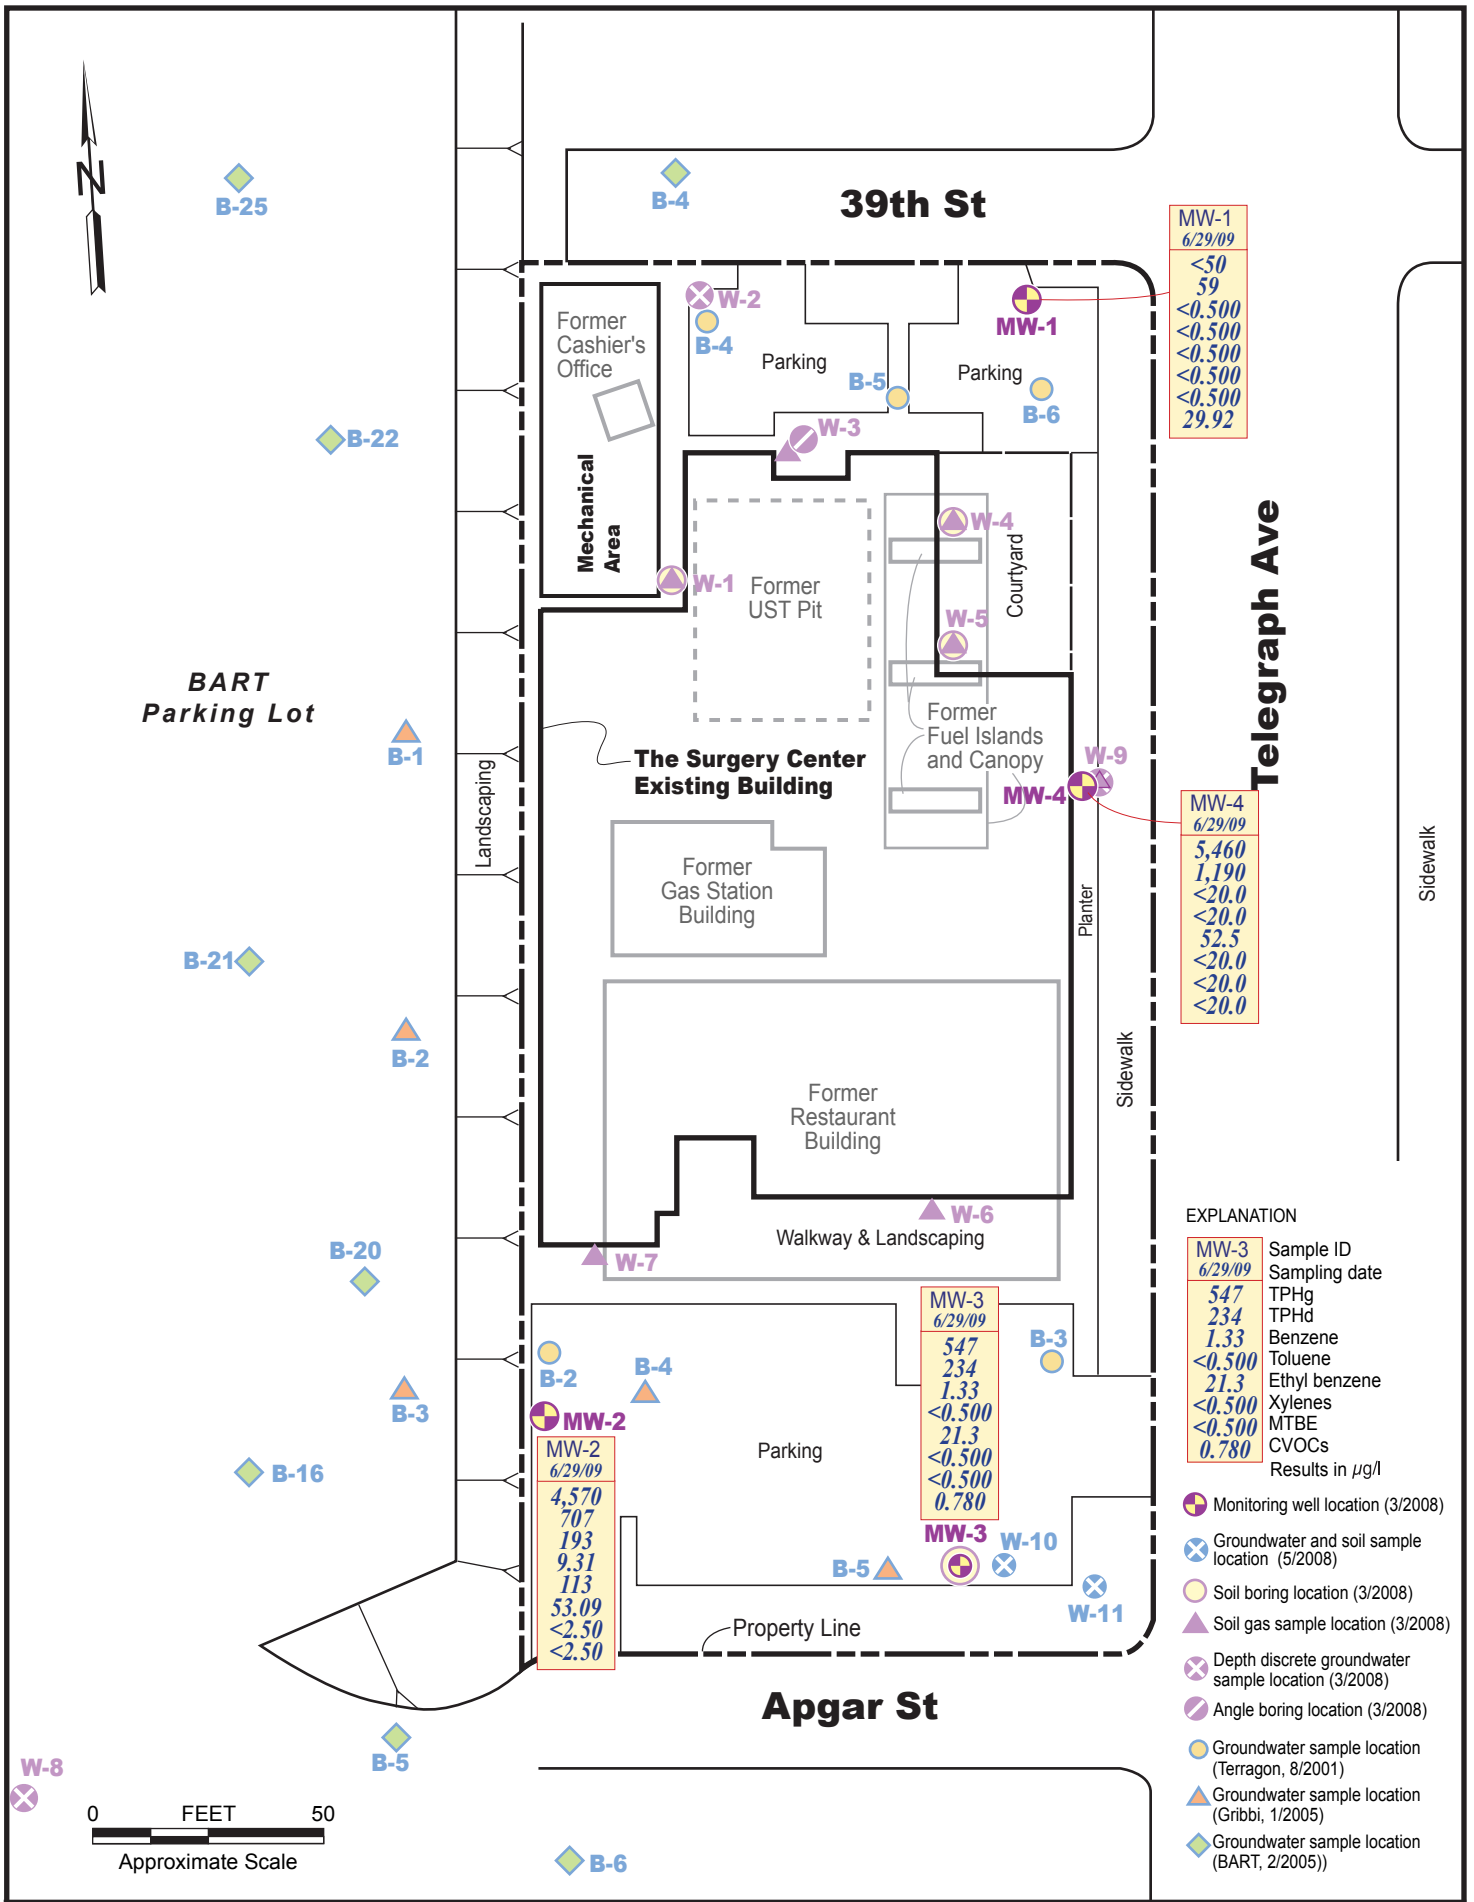 N
B-25
B-4
39th St
MW-1
6/29/09
<50
59
<0.500
<0.500
<0.500
<0.500
<0.500
29.92
W-2
B-4
MW-1
Former
Cashier's
Office
Parking
B-5
Parking
B-6
B-22
W-3
Mechanical
Area
W-4
Courtyard
W-1
Former
UST Pit
W-5
Telegraph Ave
BART
Parking Lot
B-1
Landscaping
The Surgery Center
Existing Building
Former
Fuel Islands
and Canopy
W-9
MW-4
MW-4
6/29/09
5,460
1,190
<20.0
<20.0
52.5
<20.0
<20.0
<20.0
Sidewalk
Former
Gas Station
Building
Planter
B-21
B-2
Sidewalk
Former
Restaurant
Building
W-6
Walkway & Landscaping
W-7
B-20
B-3
B-16
B-2
B-4
MW-2
MW-2
6/29/09
4,570
707
193
9.31
113
53.09
<2.50
<2.50
Parking
MW-3
6/29/09
547
234
1.33
<0.500
21.3
<0.500
<0.500
0.780
B-3
MW-3
W-10
B-5
W-11
Property Line
Apgar St
B-5
W-8
0 FEET 50
Approximate Scale
B-6
EXPLANATION
MW-3 Sample ID
6/29/09 Sampling date
547 TPHg
234 TPHd
1.33 Benzene
<0.500 Toluene
21.3 Ethyl benzene
<0.500 Xylenes
<0.500 MTBE
0.780 CVOCs
Results in µg/l
Monitoring well location (3/2008)
Groundwater and soil sample
location (5/2008)
Soil boring location (3/2008)
Soil gas sample location (3/2008)
Depth discrete groundwater
sample location (3/2008)
Angle boring location (3/2008)
Groundwater sample location
(Terragon, 8/2001)
Groundwater sample location
(Gribbi, 1/2005)
Groundwater sample location
(BART, 2/2005))